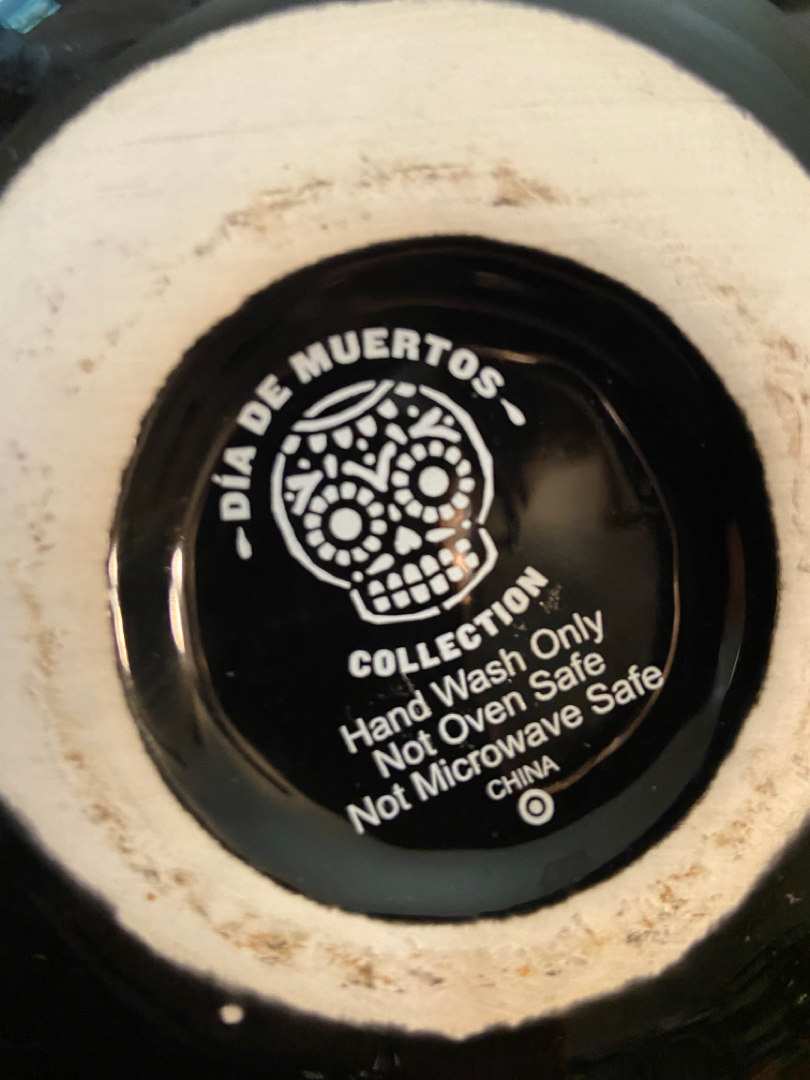 DÍA DE MUERTOS
COLLECTION
Hand Wash Only
Not Oven Safe
Not Microwave Safe
CHINA